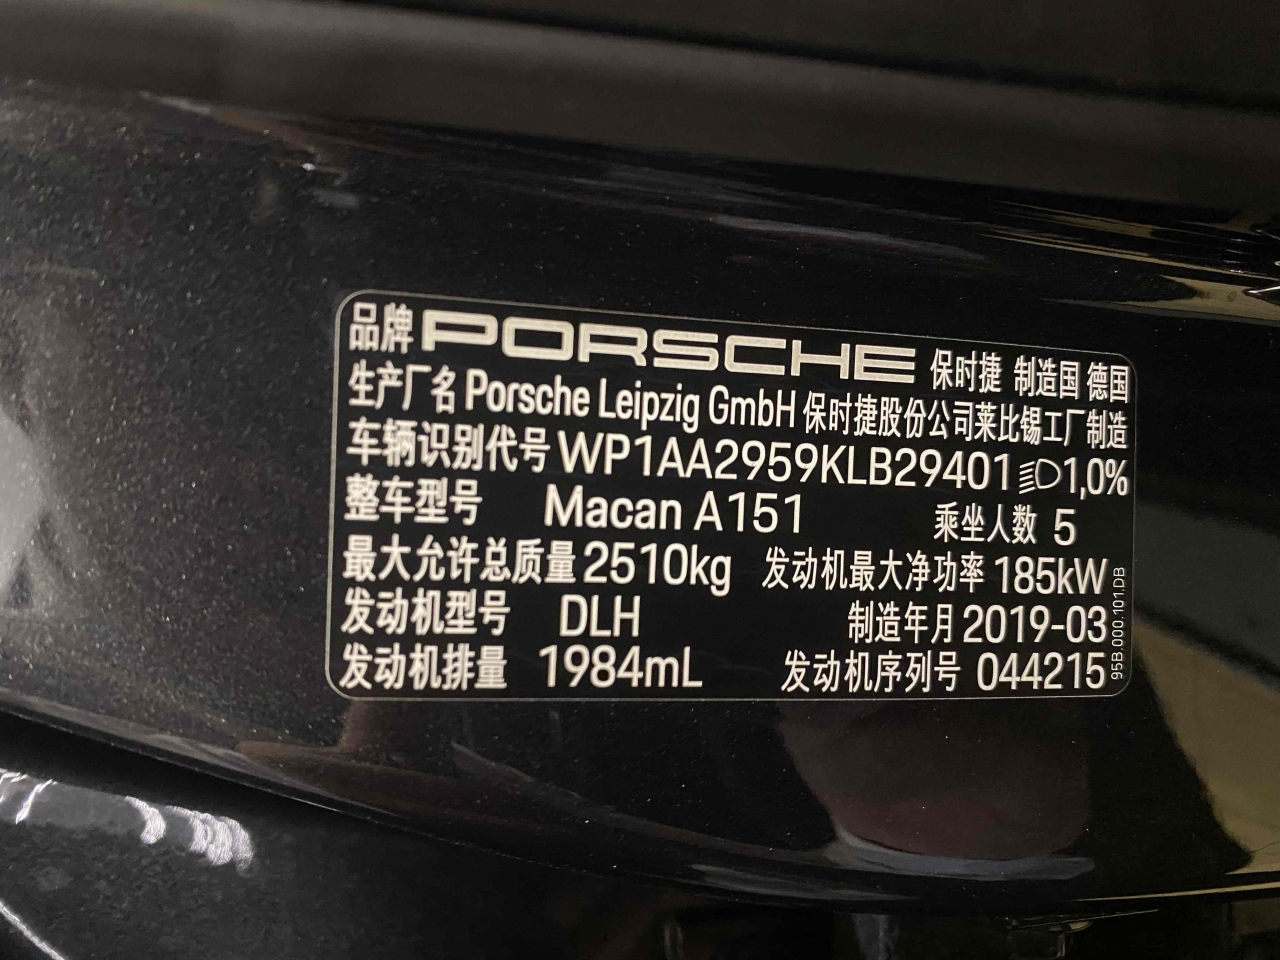 品牌 PORSCHE 保时捷 制造国 德国
生产厂名 Porsche Leipzig GmbH 保时捷股份公司莱比锡工厂制造
车辆识别代号 WP1AA2959KLB29401 1,0%
整车型号 Macan A151 乘坐人数 5
最大允许总质量 2510kg 发动机最大净功率 185kW
发动机型号 DLH 制造年月 2019-03
发动机排量 1984mL 发动机序列号 044215
95B.000.101.DB